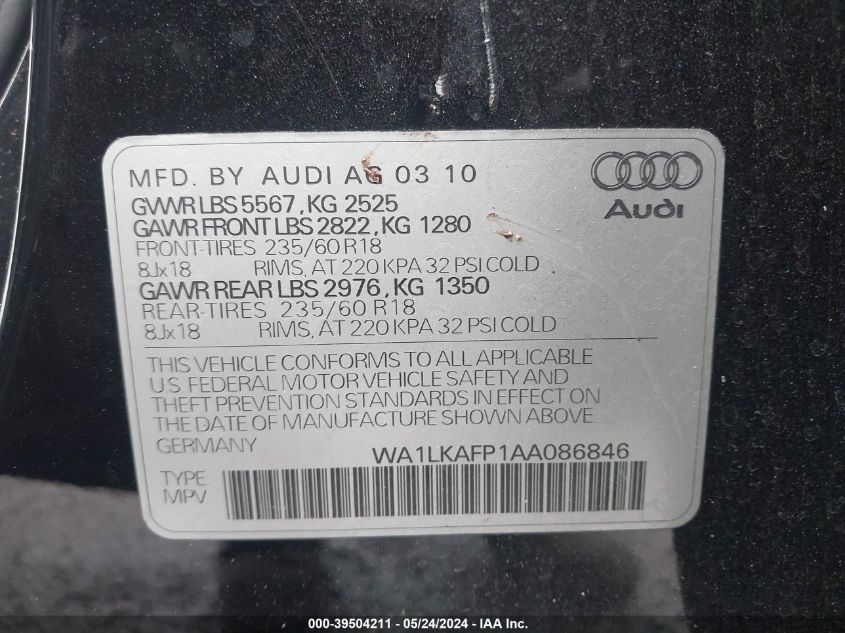 MFD. BY AUDI AG 03 10
GVWR LBS 5567, KG 2525
GAWR FRONT LBS 2822, KG 1280
FRONT-TIRES 235/60 R18
8Jx18 RIMS, AT 220 KPA 32 PSI COLD
GAWR REAR LBS 2976, KG 1350
REAR-TIRES 235/60 R18
8Jx18 RIMS, AT 220 KPA 32 PSI COLD
Audi
THIS VEHICLE CONFORMS TO ALL APPLICABLE
U.S. FEDERAL MOTOR VEHICLE SAFETY AND
THEFT PREVENTION STANDARDS IN EFFECT ON
THE DATE OF MANUFACTURE SHOWN ABOVE.
GERMANY WA1LKAFP1AA086846
TYPE
MPV
000-39504211 - 05/24/2024 - IAA Inc.